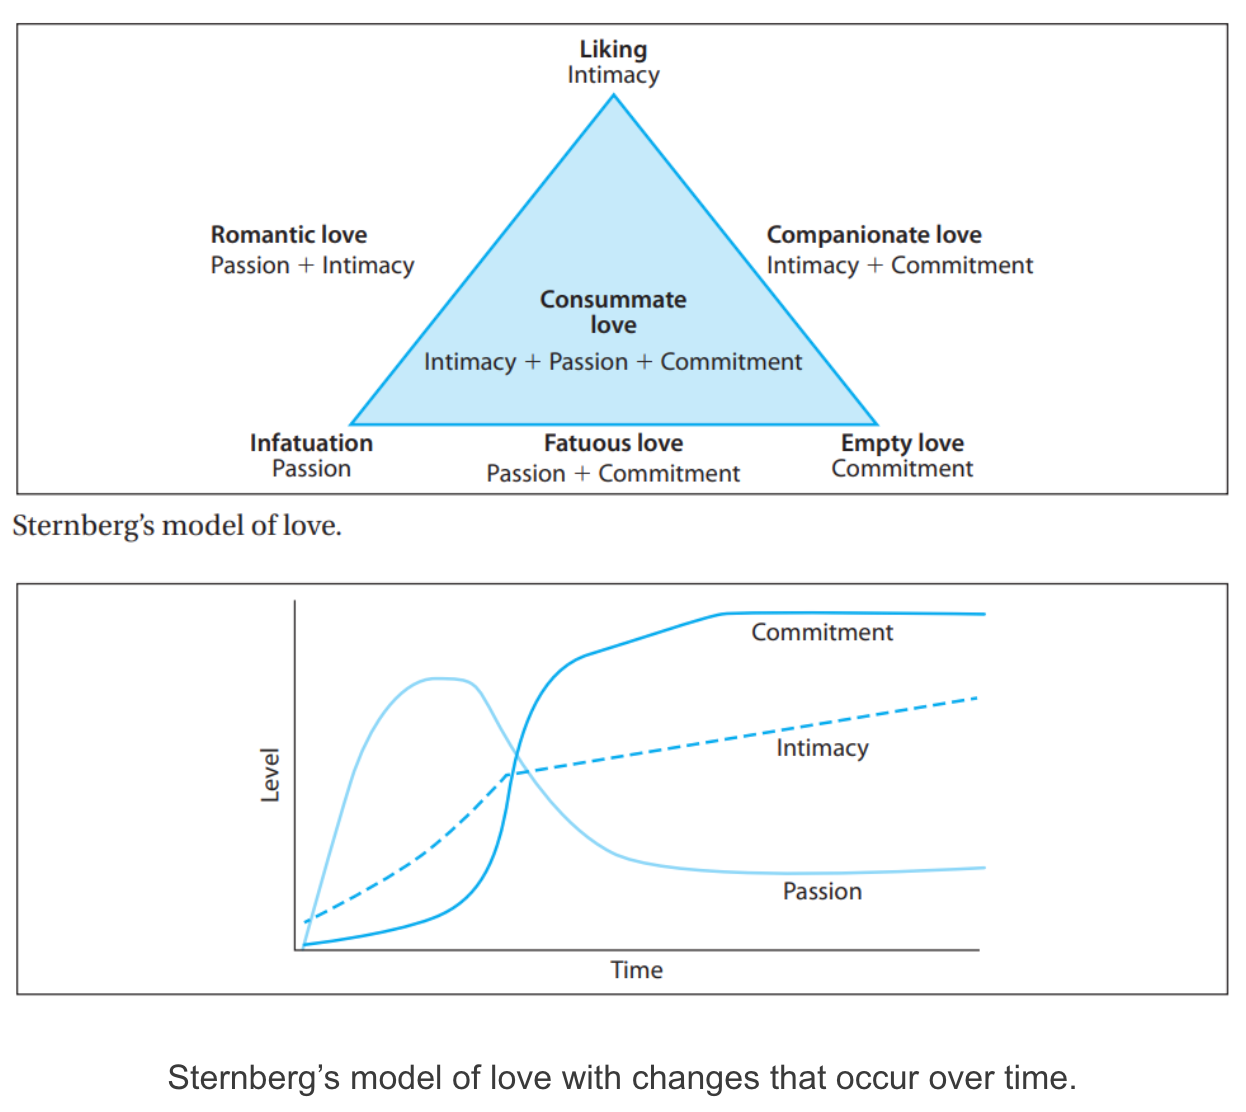 Liking
Intimacy
Romantic love
Passion + Intimacy
Companionate love
Intimacy + Commitment
Consummate
love
Intimacy + Passion + Commitment
Infatuation
Passion
Fatuous love
Passion + Commitment
Empty love
Commitment
Sternberg’s model of love.
Commitment
Intimacy
Level
Passion
Time
Sternberg’s model of love with changes that occur over time.